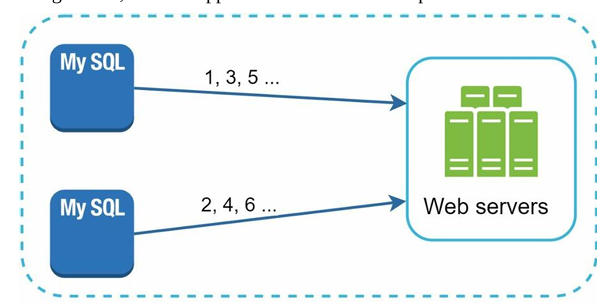 My SQL
1, 3, 5 ...
My SQL
2, 4, 6 ...
Web servers